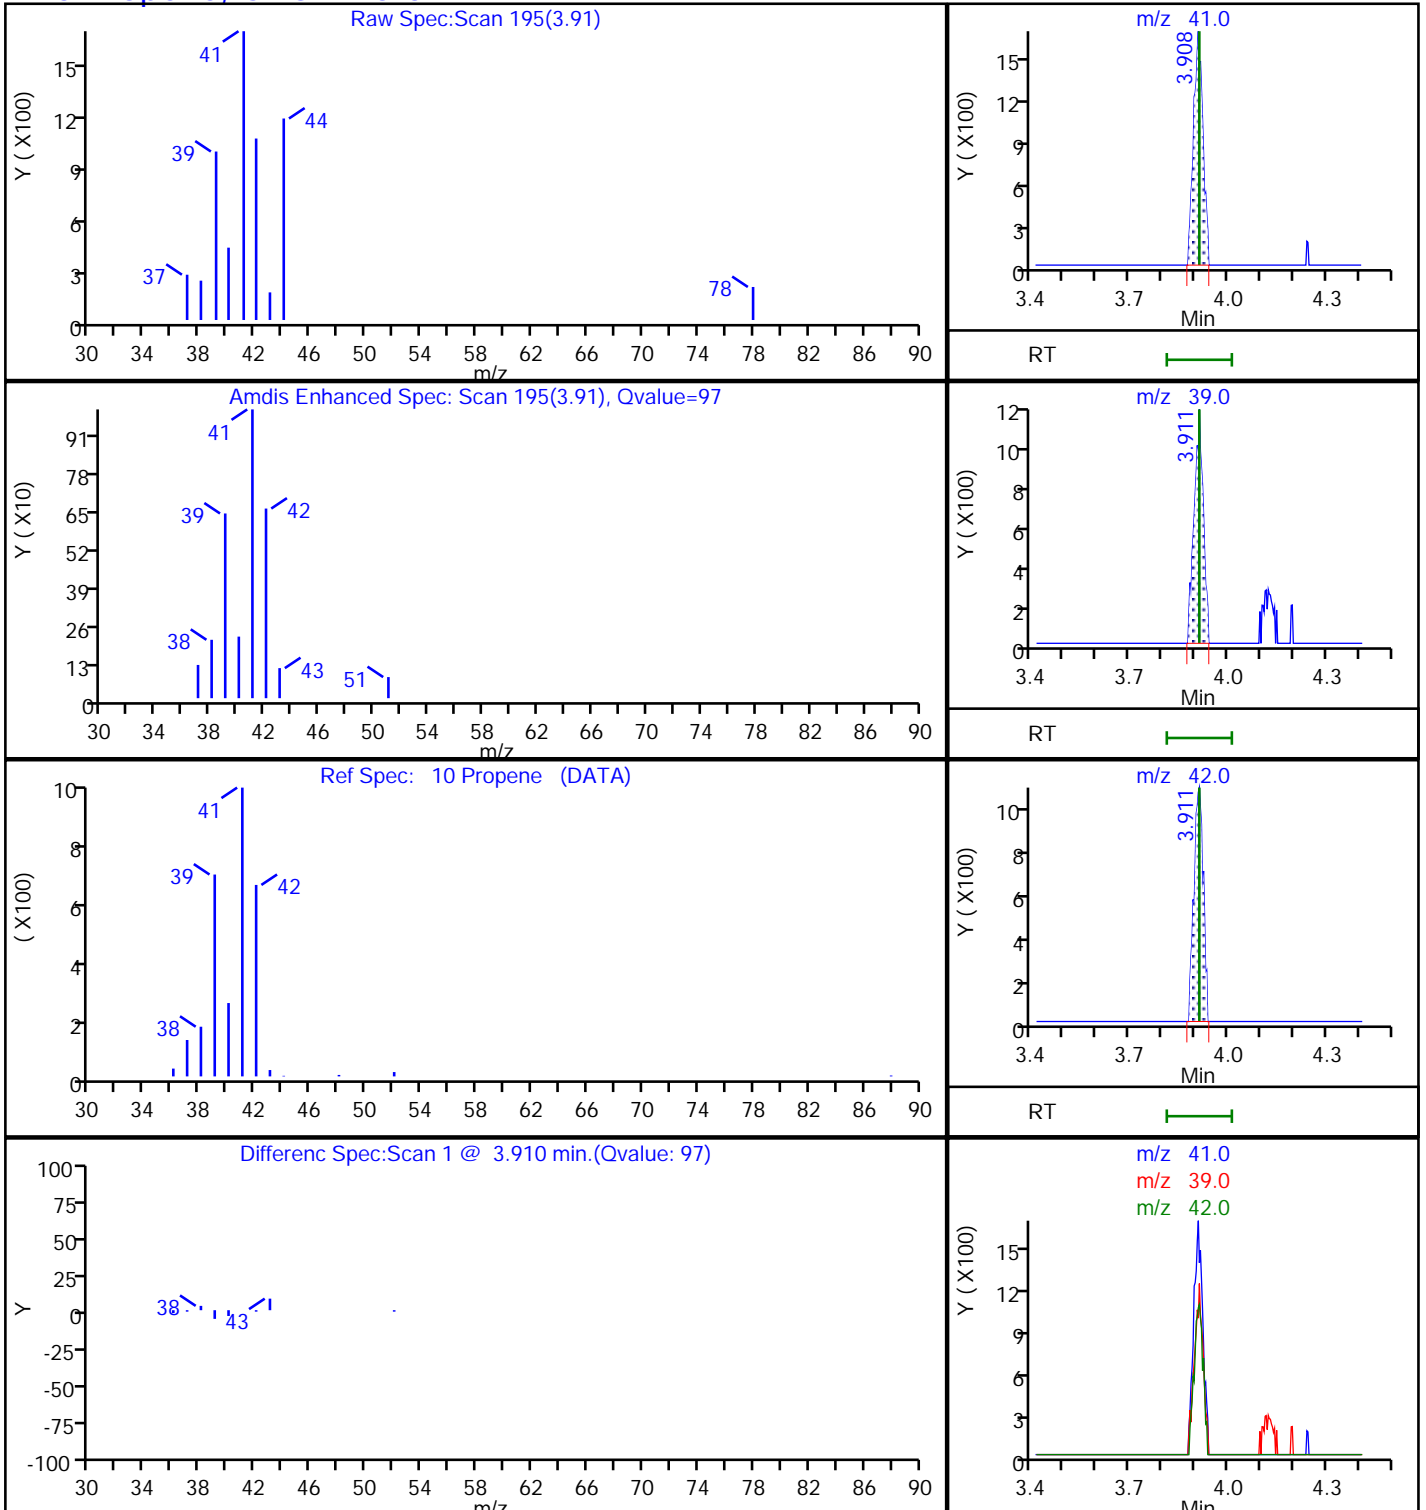 Raw Spec:Scan 195(3.91)
Y ( X100)
15
12
9
6
3
0
41
44
39
37
78
30 34 38 42 46 50 54 58 62 66 70 74 78 82 86 90
m/z
m/z 41.0
Y ( X100)
15
12
9
6
3
0
3.908
3.4 3.7 4.0 4.3
Min
RT
Amdis Enhanced Spec: Scan 195(3.91), Qvalue=97
Y ( X10)
91
78
65
52
39
26
13
0
41
39
42
38
43
51
30 34 38 42 46 50 54 58 62 66 70 74 78 82 86 90
m/z
m/z 39.0
Y ( X100)
12
10
8
6
4
2
0
3.911
3.4 3.7 4.0 4.3
Min
RT
Ref Spec: 10 Propene (DATA)
( X100)
10
8
6
4
2
0
41
39
42
38
30 34 38 42 46 50 54 58 62 66 70 74 78 82 86 90
m/z 42.0
Y ( X100)
10
8
6
4
2
0
3.911
3.4 3.7 4.0 4.3
Min
RT
Differenc Spec:Scan 1 @ 3.910 min.(Qvalue: 97)
Y
100
75
50
25
0
-25
-50
-75
-100
38
43
30 34 38 42 46 50 54 58 62 66 70 74 78 82 86 90
m/z
m/z 41.0
m/z 39.0
m/z 42.0
Y ( X100)
15
12
9
6
3
0
3.4 3.7 4.0 4.3
Min